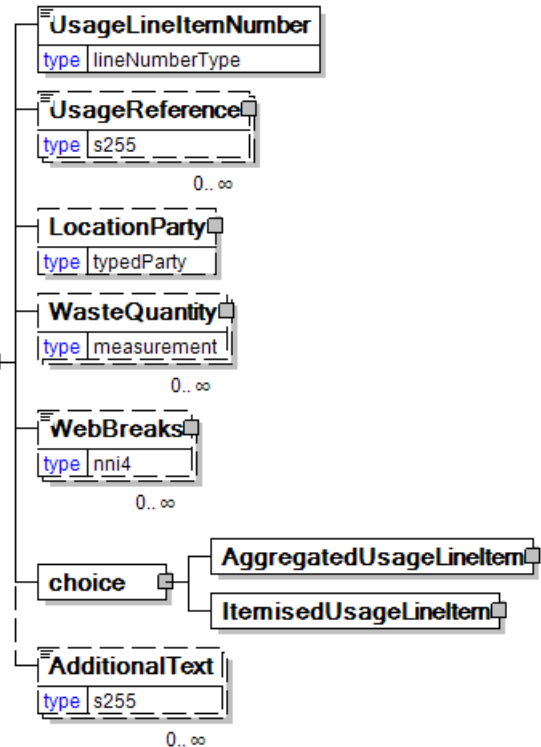 UsageLineItemNumber
type lineNumberType
UsageReference
type s255
0.. ∞
LocationParty
type typedParty
WasteQuantity
type measurement
0.. ∞
WebBreaks
type nni4
0.. ∞
choice
AggregatedUsageLineItem
ItemisedUsageLineItem
AdditionalText
type s255
0.. ∞